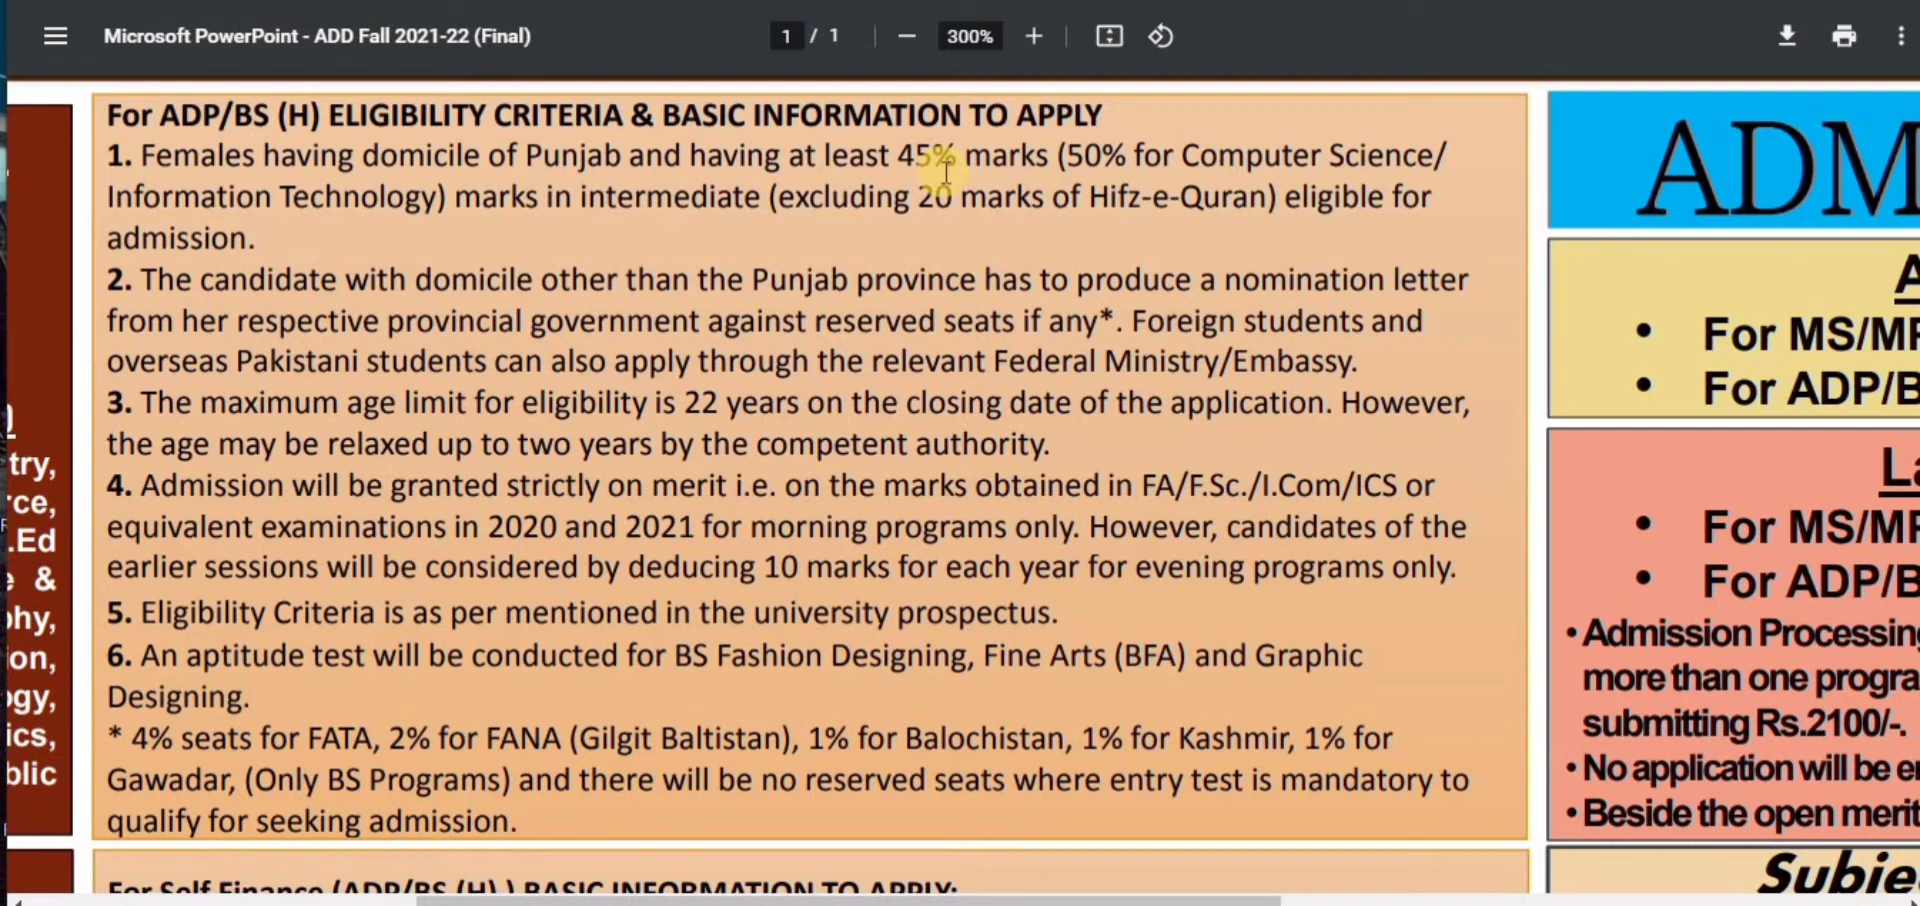 Microsoft PowerPoint - ADD Fall 2021-22 (Final)
1 / 1
300%
try,
ce,
.Ed
&
phy,
on,
ogy,
ics,
blic
For ADP/BS (H) ELIGIBILITY CRITERIA & BASIC INFORMATION TO APPLY
1. Females having domicile of Punjab and having at least 45% marks (50% for Computer Science/
Information Technology) marks in intermediate (excluding 20 marks of Hifz-e-Quran) eligible for
admission.
2. The candidate with domicile other than the Punjab province has to produce a nomination letter
from her respective provincial government against reserved seats if any*. Foreign students and
overseas Pakistani students can also apply through the relevant Federal Ministry/Embassy.
3. The maximum age limit for eligibility is 22 years on the closing date of the application. However,
the age may be relaxed up to two years by the competent authority.
4. Admission will be granted strictly on merit i.e. on the marks obtained in FA/F.Sc./I.Com/ICS or
equivalent examinations in 2020 and 2021 for morning programs only. However, candidates of the
earlier sessions will be considered by deducing 10 marks for each year for evening programs only.
5. Eligibility Criteria is as per mentioned in the university prospectus.
6. An aptitude test will be conducted for BS Fashion Designing, Fine Arts (BFA) and Graphic
Designing.
* 4% seats for FATA, 2% for FANA (Gilgit Baltistan), 1% for Balochistan, 1% for Kashmir, 1% for
Gawadar, (Only BS Programs) and there will be no reserved seats where entry test is mandatory to
qualify for seeking admission.
For Self Finance (ADP/BS (H) ) BASIC INFORMATION TO APPLY:
ADM
A
• For MS/MP
• For ADP/B
La
• For MS/MP
• For ADP/B
• Admission Processing
more than one progra
submitting Rs.2100/-.
• No application will be en
• Beside the open merit
Subje